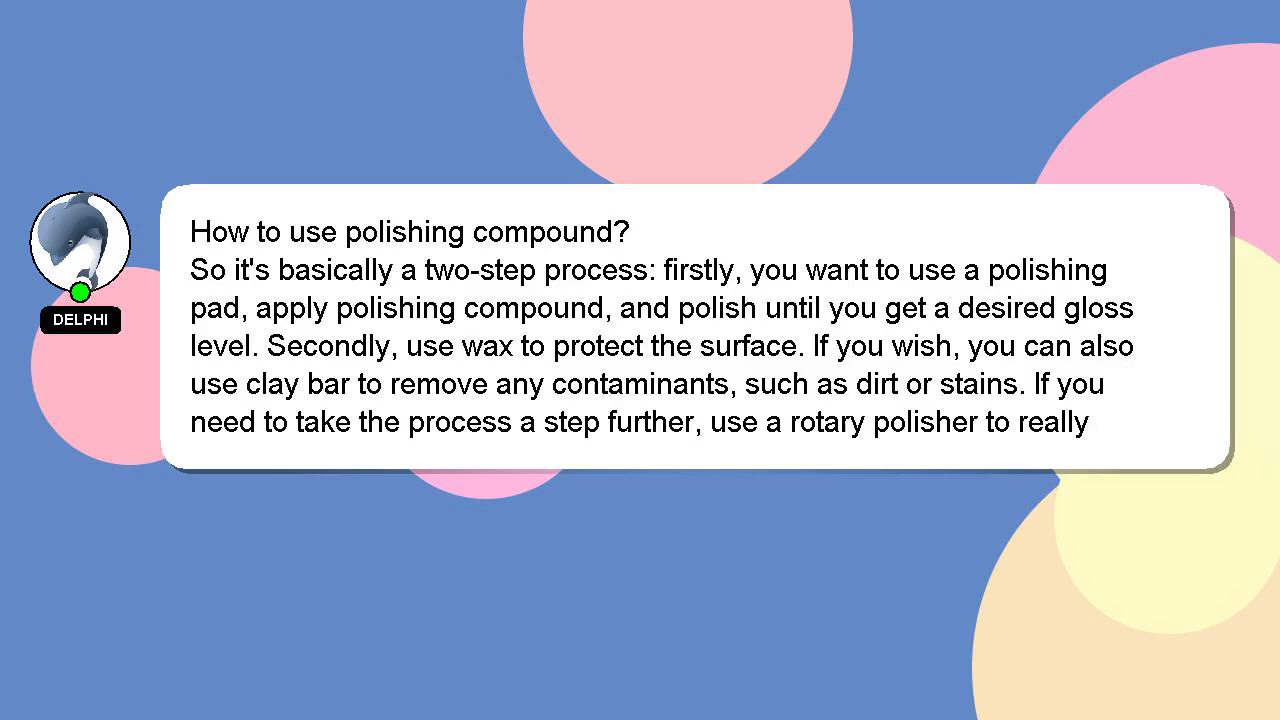 How to use polishing compound?
So it's basically a two-step process: firstly, you want to use a polishing
pad, apply polishing compound, and polish until you get a desired gloss
level. Secondly, use wax to protect the surface. If you wish, you can also
use clay bar to remove any contaminants, such as dirt or stains. If you
need to take the process a step further, use a rotary polisher to really
DELPHI